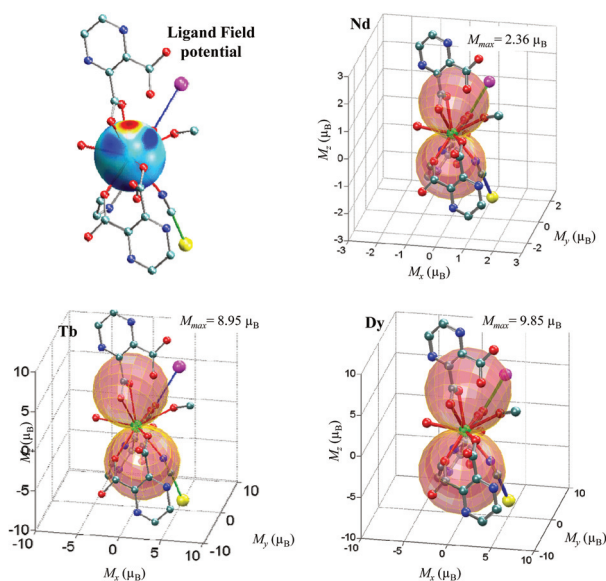 Ligand Field
potential
Nd
M_max = 2.36 μ_B
3
2
1
0
-1
-2
-3
M_z (μ_B)
-3
-2
-1
0
1
2
3
M_x (μ_B)
2
0
-2
M_y (μ_B)
Tb
M_max = 8.95 μ_B
10
5
0
-5
-10
-10
-5
0
5
10
M_x (μ_B)
10
0
-10
M_y (μ_B)
Dy
M_max = 9.85 μ_B
10
5
0
-5
-10
M_z (μ_B)
-10
-5
0
5
10
M_x (μ_B)
10
0
-10
M_y (μ_B)